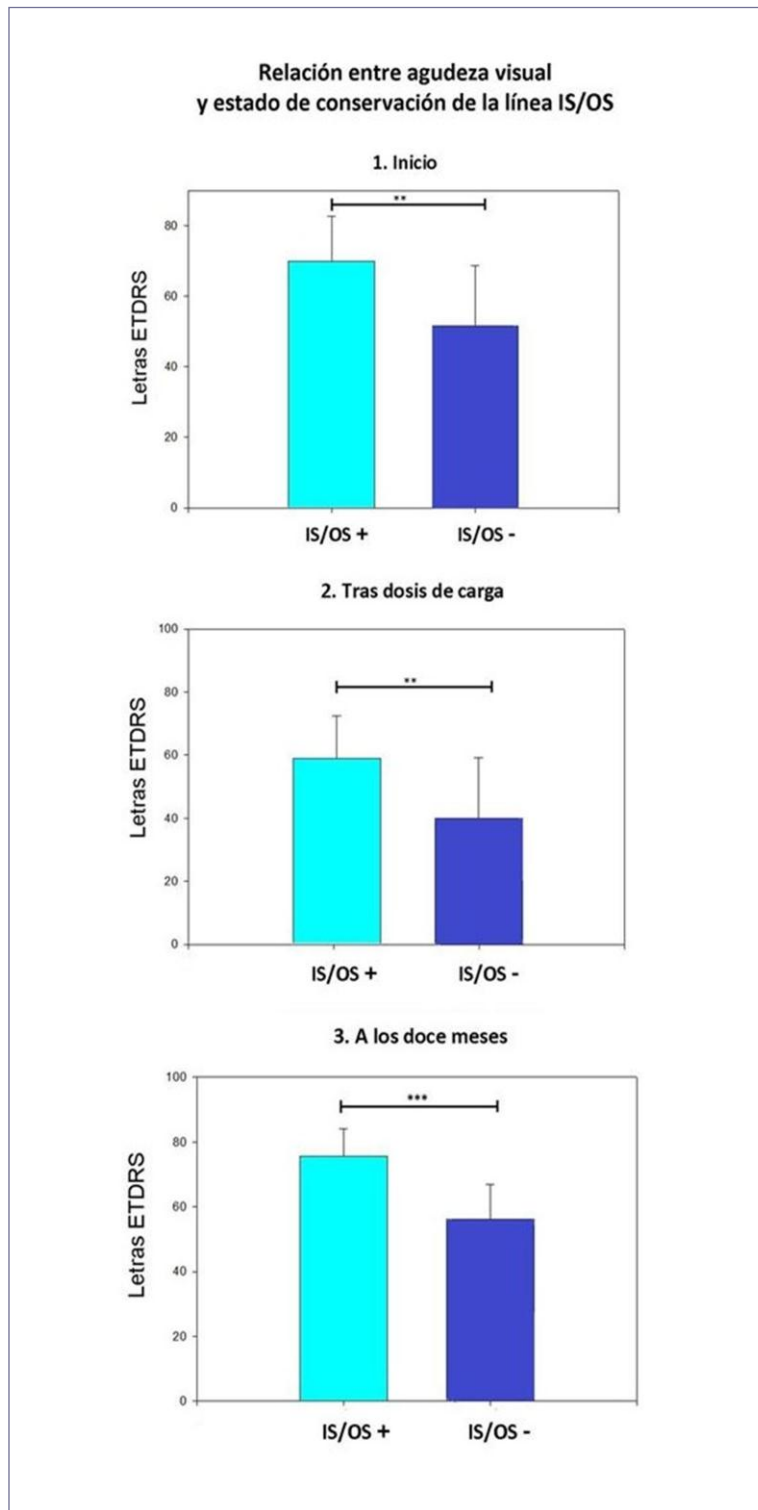 Relación entre agudeza visual
y estado de conservación de la línea IS/OS
1. Inicio
**
80
60
40
20
0
Letras ETDRS
IS/OS + IS/OS -
2. Tras dosis de carga
100
**
80
60
40
20
0
Letras ETDRS
IS/OS + IS/OS -
3. A los doce meses
100
***
80
60
40
20
0
Letras ETDRS
IS/OS + IS/OS -